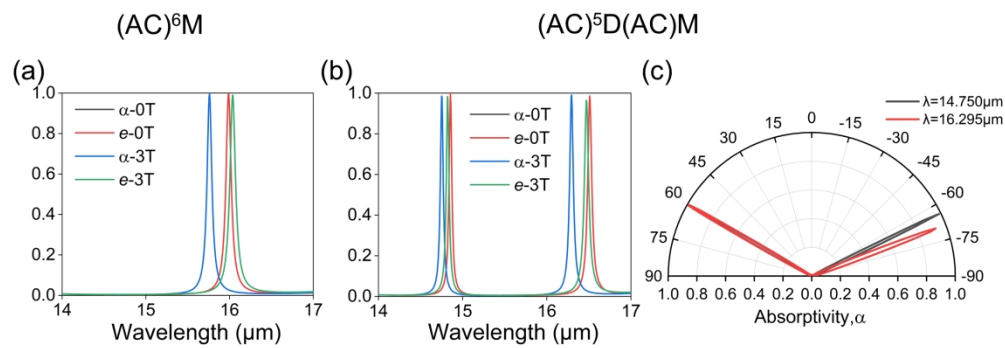 (AC)⁶M
(AC)⁵D(AC)M
(a)
(b)
(c)
1.0
0.8
0.6
0.4
0.2
0.0
α-0T
e-0T
α-3T
e-3T
14 15 16 17
Wavelength (μm)
1.0
0.8
0.6
0.4
0.2
0.0
α-0T
e-0T
α-3T
e-3T
14 15 16 17
Wavelength (μm)
λ=14.750μm
λ=16.295μm
90 75 60 45 30 15 0 -15 -30 -45 -60 -75 -90
1.0 0.8 0.6 0.4 0.2 0.0 0.2 0.4 0.6 0.8 1.0
Absorptivity,α